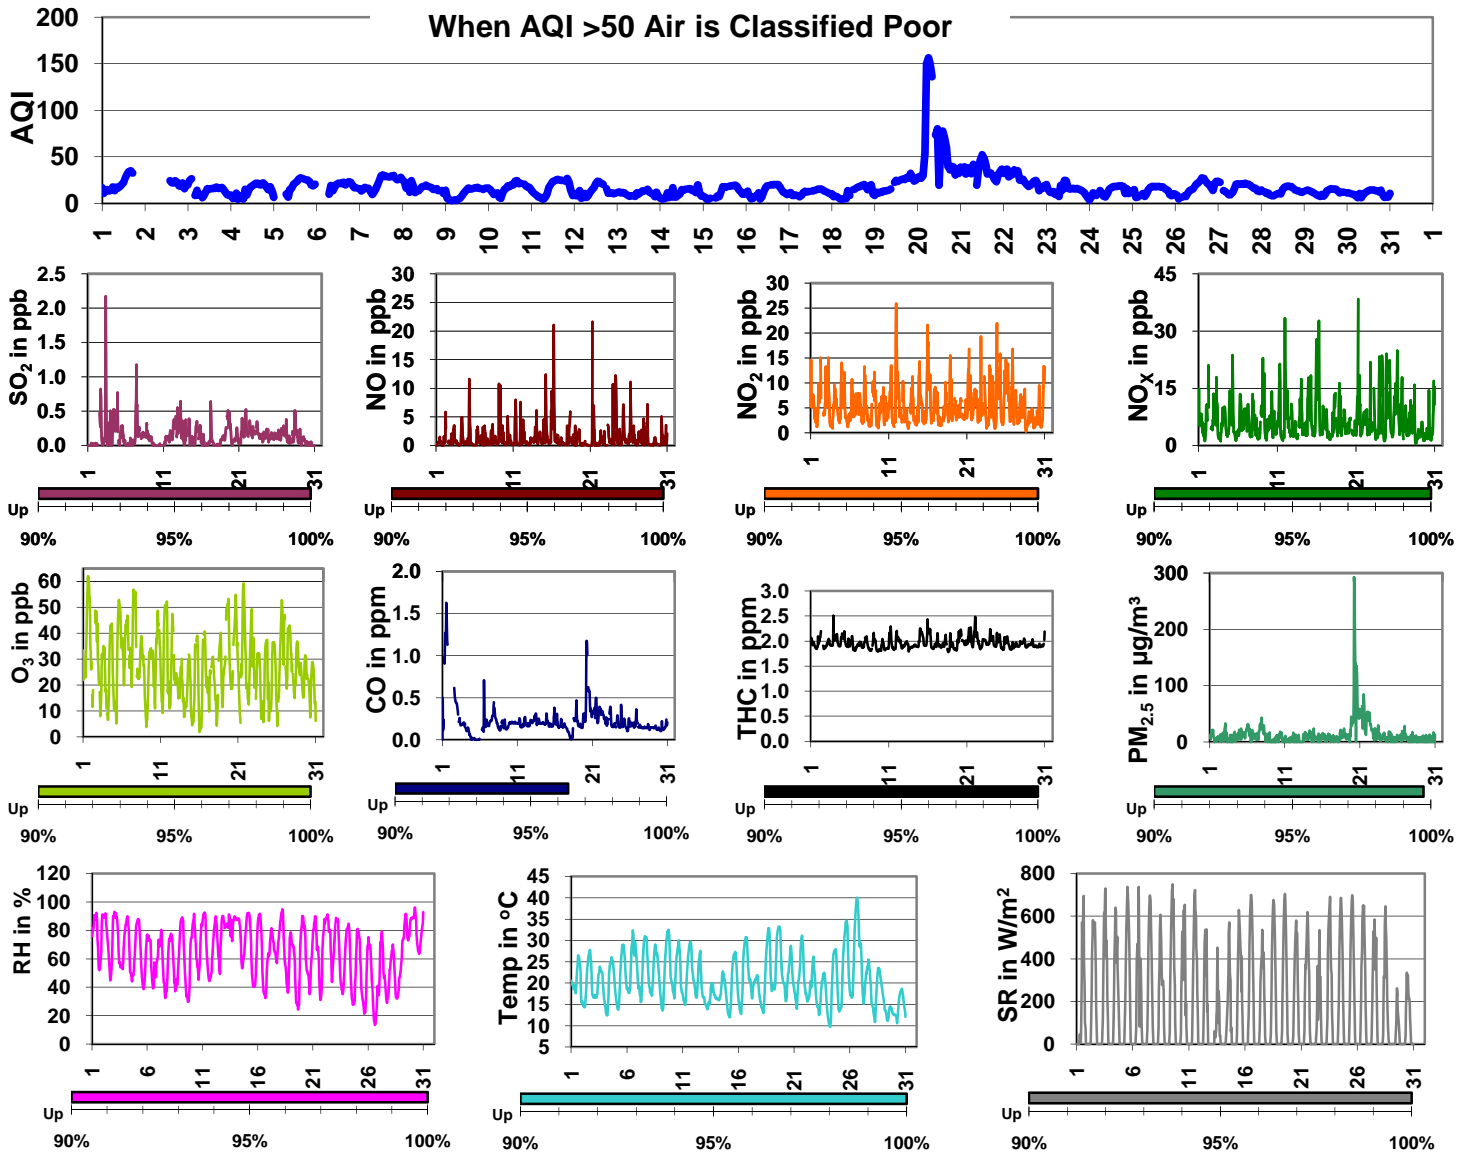 When AQI >50 Air is Classified Poor
AQI
200
150
100
50
0
1 2 3 4 5 6 7 8 9 10 11 12 13 14 15 16 17 18 19 20 21 22 23 24 25 26 27 28 29 30 31 1
SO2 in ppb
2.5
2.0
1.5
1.0
0.5
0.0
1 11 21 31
Up
90% 95% 100%
NO in ppb
30
25
20
15
10
5
0
1 11 21 31
Up
90% 95% 100%
NO2 in ppb
30
25
20
15
10
5
0
1 11 21 31
Up
90% 95% 100%
NOX in ppb
45
30
15
0
1 11 21 31
Up
90% 95% 100%
O3 in ppb
60
50
40
30
20
10
0
1 11 21 31
Up
90% 95% 100%
CO in ppm
2.0
1.5
1.0
0.5
0.0
1 11 21 31
Up
90% 95% 100%
THC in ppm
3.0
2.5
2.0
1.5
1.0
0.5
0.0
1 11 21 31
Up
90% 95% 100%
PM2.5 in µg/m³
300
200
100
0
1 11 21 31
Up
90% 95% 100%
RH in %
120
100
80
60
40
20
0
1 6 11 16 21 26 31
Up
90% 95% 100%
Temp in °C
45
40
35
30
25
20
15
10
5
1 6 11 16 21 26 31
Up
90% 95% 100%
SR in W/m²
800
600
400
200
0
1 6 11 16 21 26 31
Up
90% 95% 100%